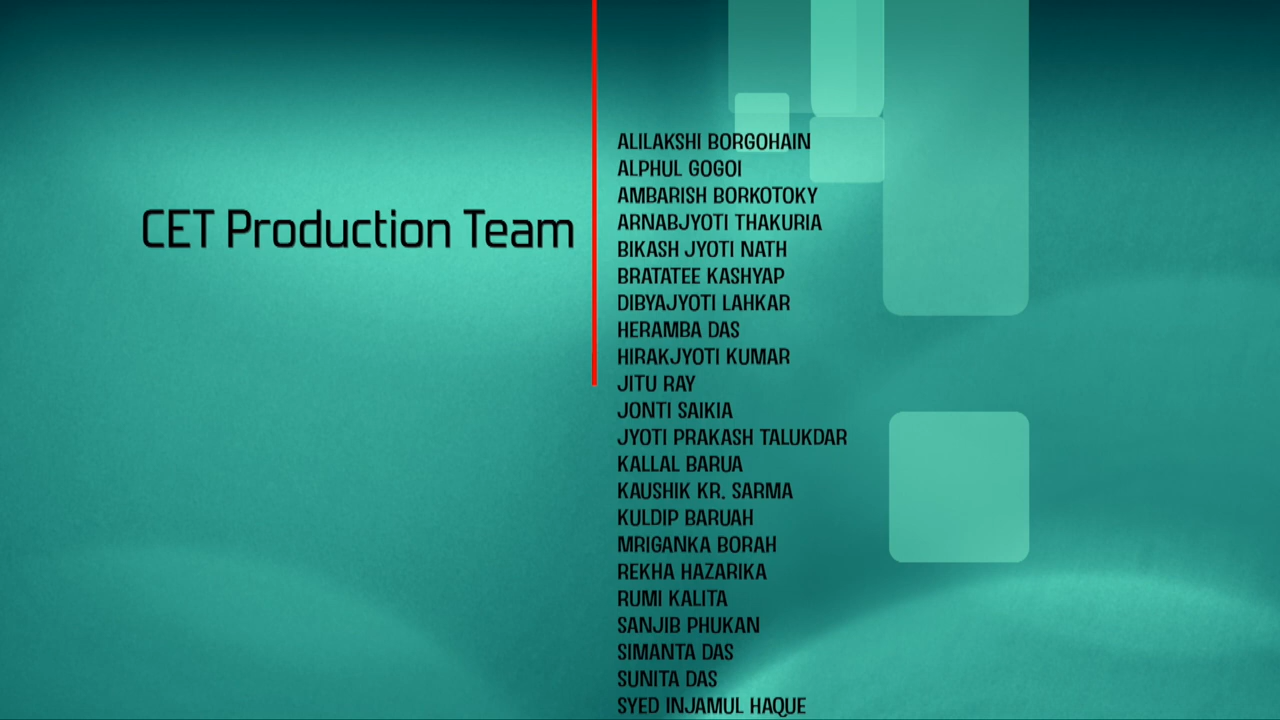 CET Production Team
ALILAKSHI BORGOHAIN
ALPHUL GOGOI
AMBARISH BORKOTOKY
ARNABJYOTI THAKURIA
BIKASH JYOTI NATH
BRATATEE KASHYAP
DIBYAJYOTI LAHKAR
HERAMBA DAS
HIRAKJYOTI KUMAR
JITU RAY
JONTI SAIKIA
JYOTI PRAKASH TALUKDAR
KALLAL BARUA
KAUSHIK KR. SARMA
KULDIP BARUAH
MRIGANKA BORAH
REKHA HAZARIKA
RUMI KALITA
SANJIB PHUKAN
SIMANTA DAS
SUNITA DAS
SYED INJAMUL HAQUE